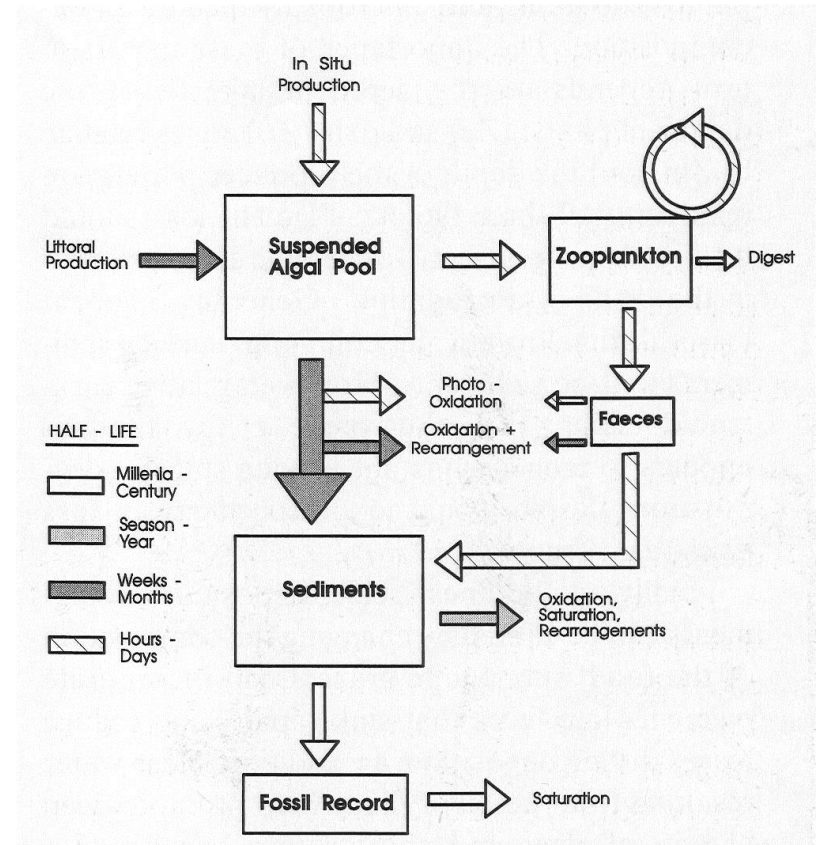 In Situ
Production
Littoral
Production
Suspended
Algal Pool
Zooplankton
Digest
Photo -
Oxidation
Oxidation +
Rearrangement
Faeces
HALF - LIFE
Millenia -
Century
Season -
Year
Weeks -
Months
Hours -
Days
Sediments
Oxidation,
Saturation,
Rearrangements
Fossil Record
Saturation